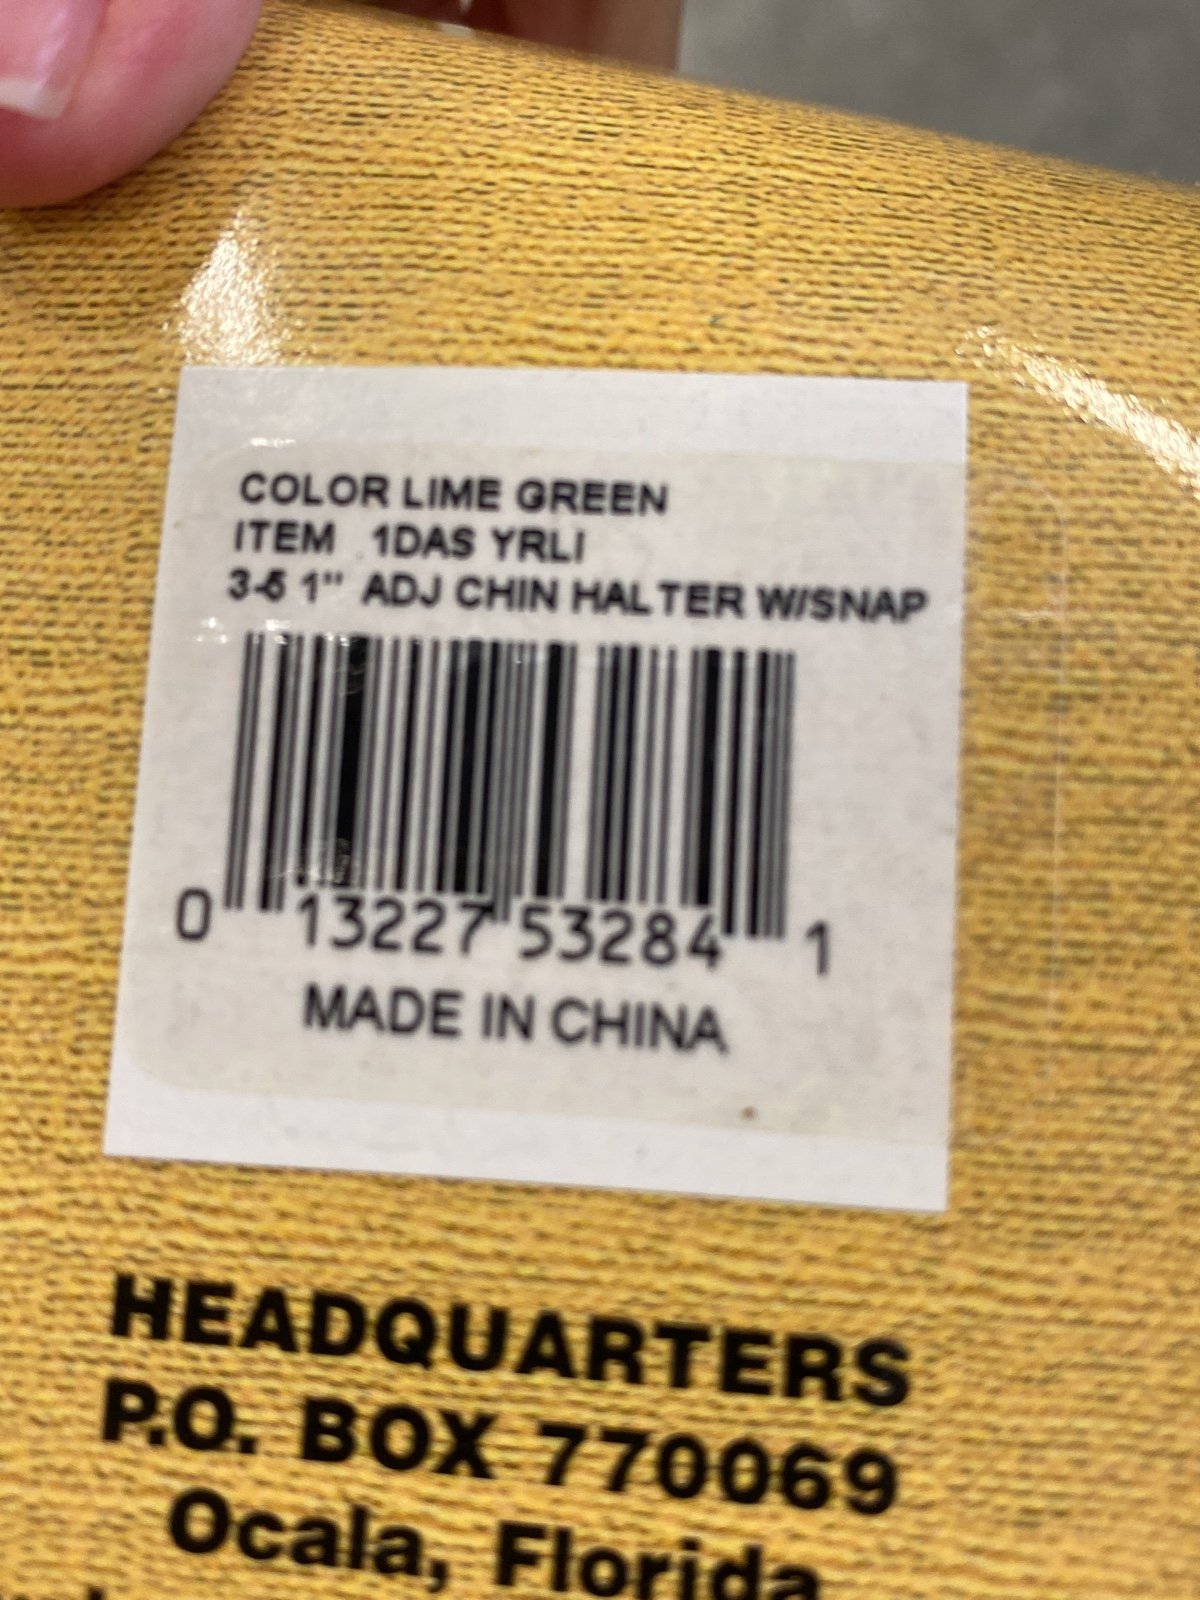 COLOR LIME GREEN
ITEM 1DAS YRLI
3-5 1" ADJ CHIN HALTER W/SNAP
0 13227 53284 1
MADE IN CHINA
HEADQUARTERS
P.O. BOX 770069
Ocala, Florida